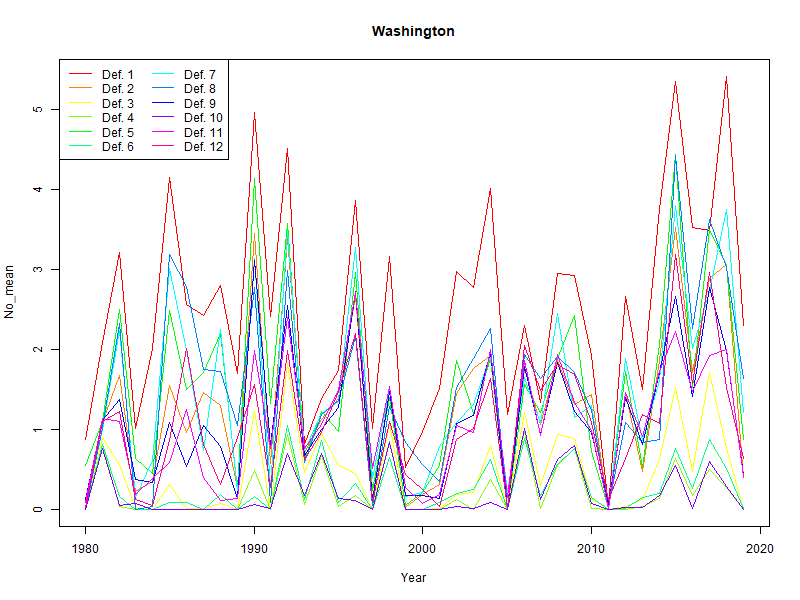 Washington
Def. 1 Def. 7
Def. 2 Def. 8
Def. 3 Def. 9
Def. 4 Def. 10
Def. 5 Def. 11
Def. 6 Def. 12
5
4
3
2
1
0
No_mean
1980 1990 2000 2010 2020
Year